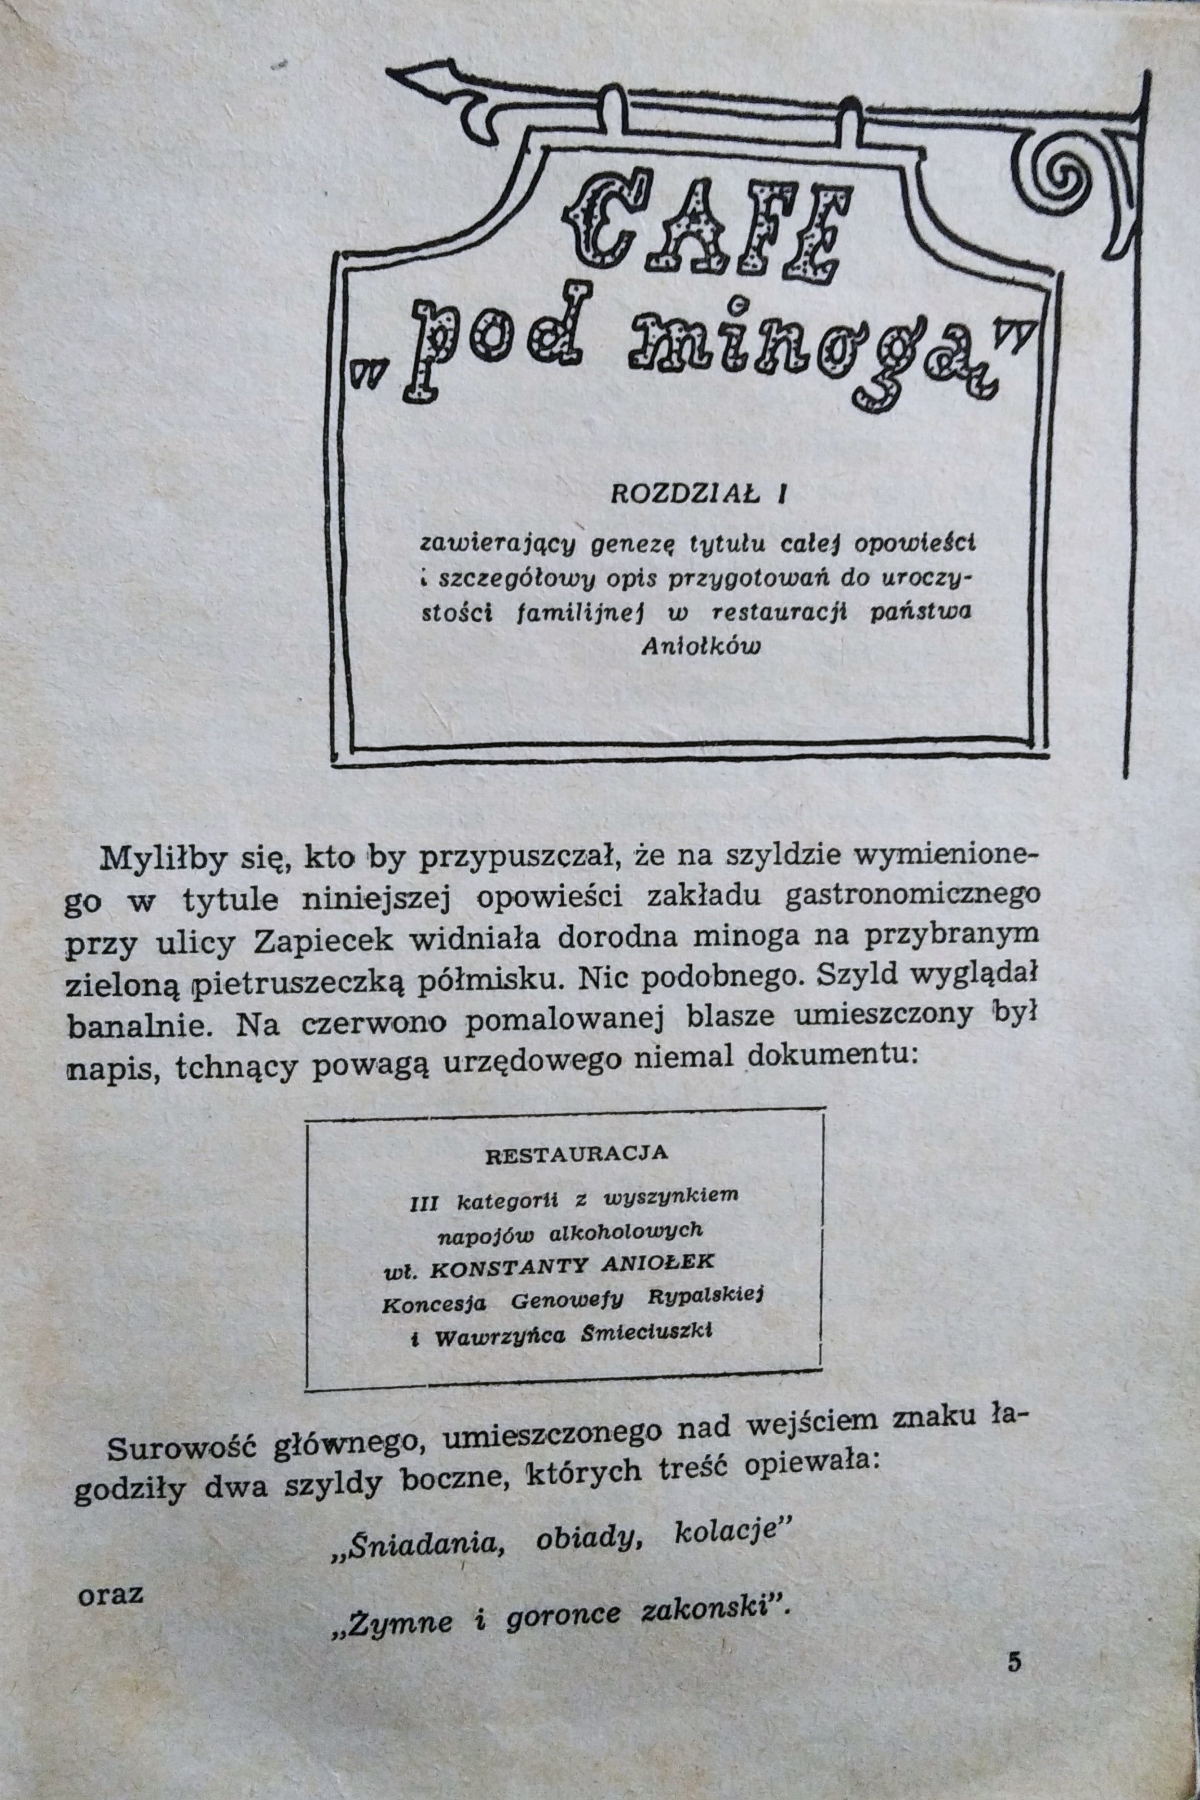 CAFE
„pod minogą”
ROZDZIAŁ I
zawierający genezę tytułu całej opowieści
i szczegółowy opis przygotowań do uroczy-
stości familijnej w restauracji państwa
Aniołków
Myliłby się, kto by przypuszczał, że na szyldzie wymienione-
go w tytule niniejszej opowieści zakładu gastronomicznego
przy ulicy Zapiecek widniała dorodna minoga na przybranym
zieloną pietruszeczką półmisku. Nic podobnego. Szyld wyglądał
banalnie. Na czerwono pomalowanej blasze umieszczony był
napis, tchnący powagą urzędowego niemal dokumentu:
RESTAURACJA
III kategorii z wyszynkiem
napojów alkoholowych
wł. KONSTANTY ANIOŁEK
Koncesja Genowefy Rypalskiej
i Wawrzyńca Śmieciuszki
Surowość głównego, umieszczonego nad wejściem znaku ła-
godziły dwa szyldy boczne, których treść opiewała:
„Śniadania, obiady, kolacje”
oraz
„Żymne i goronce zakonski”.
5